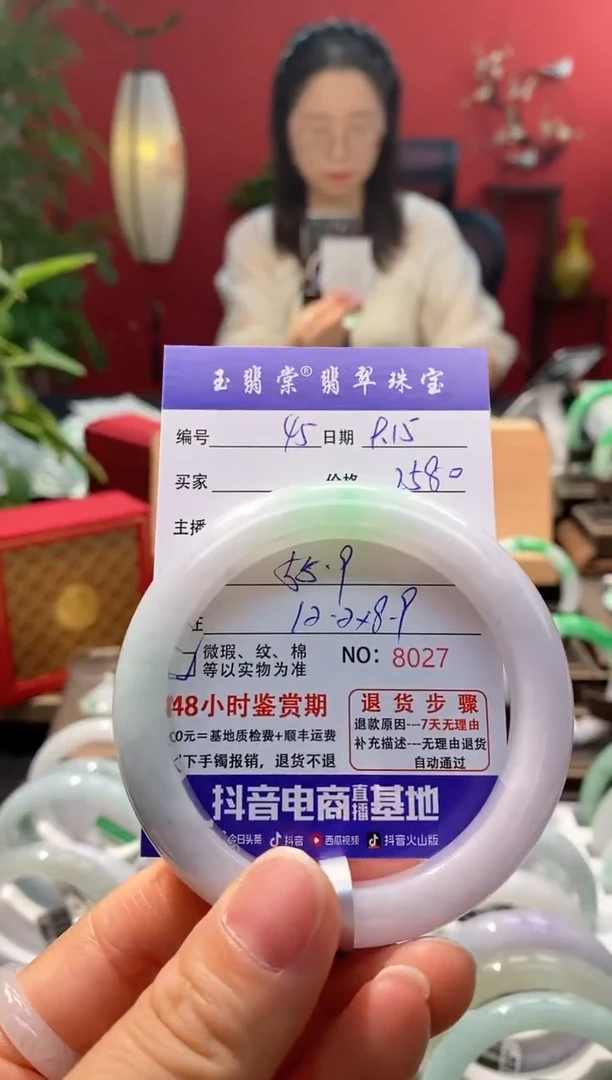 玉翡棠®翡翠珠宝
编号 45 日期 9.15
买家 价格 2580
主播
55.9
12-2×8-9
微瑕、纹、棉
等以实物为准
NO: 8027
48小时鉴赏期
0元=基地质检费+顺丰运费
下手镯报销，退货不退
退货步骤
退款原因---7天无理由
补充描述---无理由退货
自动通过
抖音电商直播基地
今日头条 抖音 西瓜视频 抖音火山版